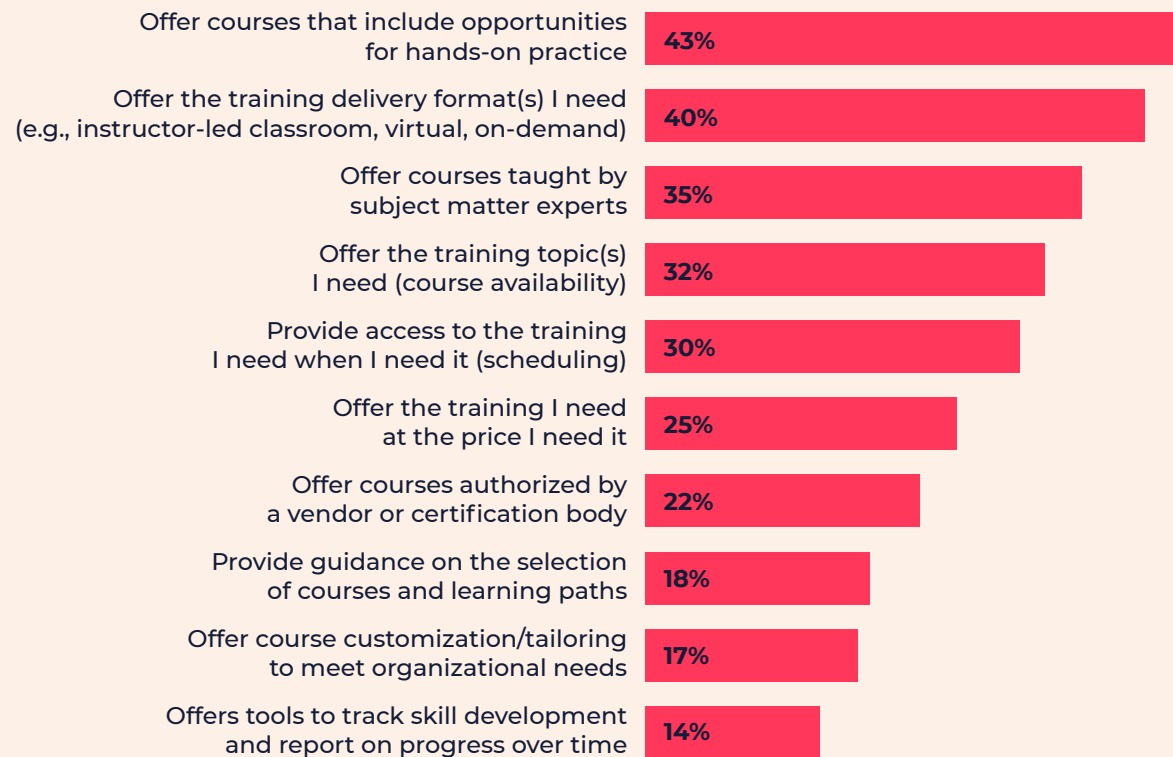 Offer courses that include opportunities
for hands-on practice
43%
Offer the training delivery format(s) I need
(e.g., instructor-led classroom, virtual, on-demand)
40%
Offer courses taught by
subject matter experts
35%
Offer the training topic(s)
I need (course availability)
32%
Provide access to the training
I need when I need it (scheduling)
30%
Offer the training I need
at the price I need it
25%
Offer courses authorized by
a vendor or certification body
22%
Provide guidance on the selection
of courses and learning paths
18%
Offer course customization/tailoring
to meet organizational needs
17%
Offers tools to track skill development
and report on progress over time
14%